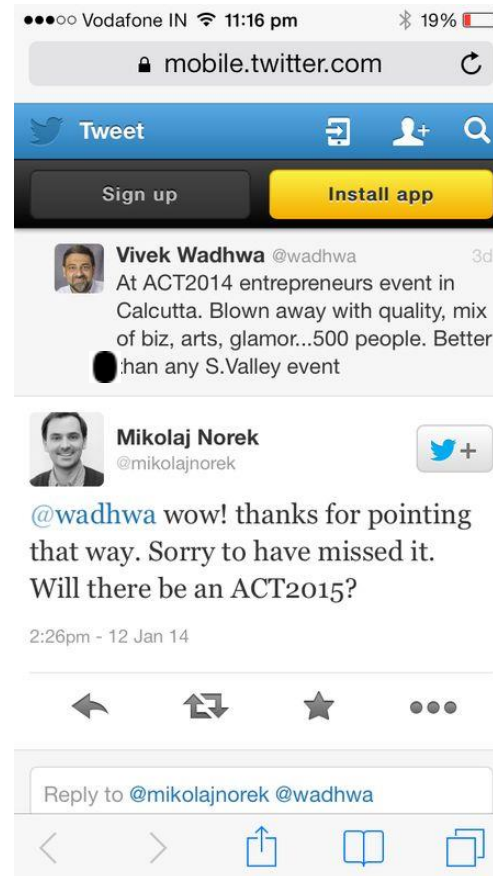 Vodafone IN 11:16 pm 19%
mobile.twitter.com
Tweet
Sign up Install app
Vivek Wadhwa @wadhwa 3d
At ACT2014 entrepreneurs event in
Calcutta. Blown away with quality, mix
of biz, arts, glamor...500 people. Better
than any S.Valley event
Mikolaj Norek
@mikolajnorek
@wadhwa wow! thanks for pointing
that way. Sorry to have missed it.
Will there be an ACT2015?
2:26pm - 12 Jan 14
Reply to @mikolajnorek @wadhwa